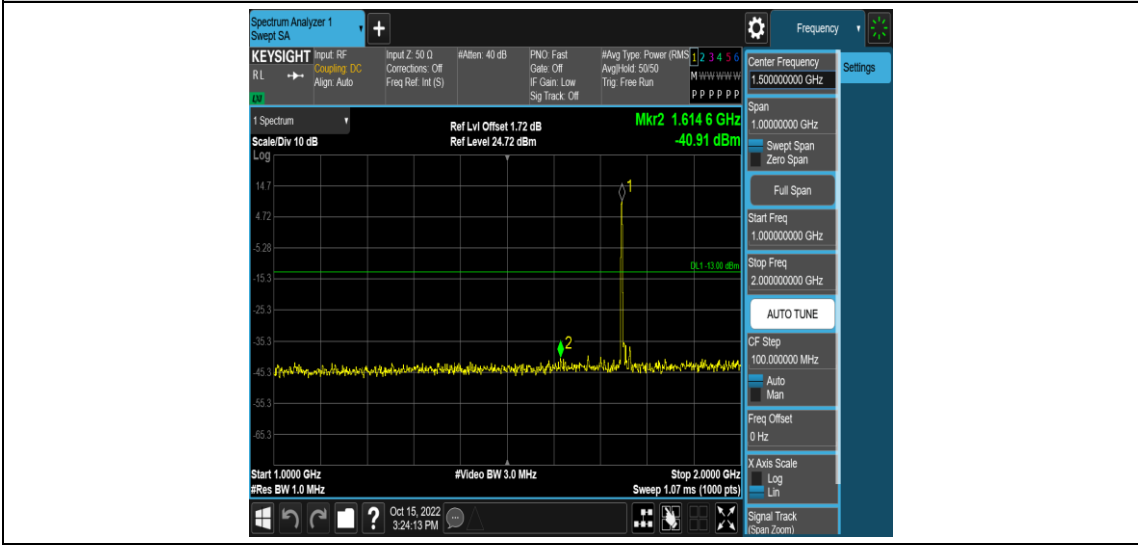 Spectrum Analyzer 1
Swept SA
+
Frequency
KEYSIGHT
RL
LXI
Input: RF
Coupling: DC
Align: Auto
Input Z: 50 Ω
Corrections: Off
Freq Ref: Int (S)
#Atten: 40 dB
PNO: Fast
Gate: Off
IF Gain: Low
Sig Track: Off
#Avg Type: Power (RMS
Avg|Hold: 50/50
Trig: Free Run
1 2 3 4 5 6
M W W W W W
P P P P P P
1 Spectrum
Scale/Div 10 dB
Log
Ref Lvl Offset 1.72 dB
Ref Level 24.72 dBm
Mkr2 1.614 6 GHz
-40.91 dBm
14.7
4.72
-5.28
-15.3
-25.3
-35.3
-45.3
-55.3
-65.3
1
DL1 -13.00 dBm
2
Start 1.0000 GHz
#Res BW 1.0 MHz
#Video BW 3.0 MHz
Stop 2.0000 GHz
Sweep 1.07 ms (1000 pts)
?
Oct 15, 2022
3:24:13 PM
Center Frequency
1.500000000 GHz
Settings
Span
1.00000000 GHz
Swept Span
Zero Span
Full Span
Start Freq
1.000000000 GHz
Stop Freq
2.000000000 GHz
AUTO TUNE
CF Step
100.000000 MHz
Auto
Man
Freq Offset
0 Hz
X Axis Scale
Log
Lin
Signal Track
(Span Zoom)